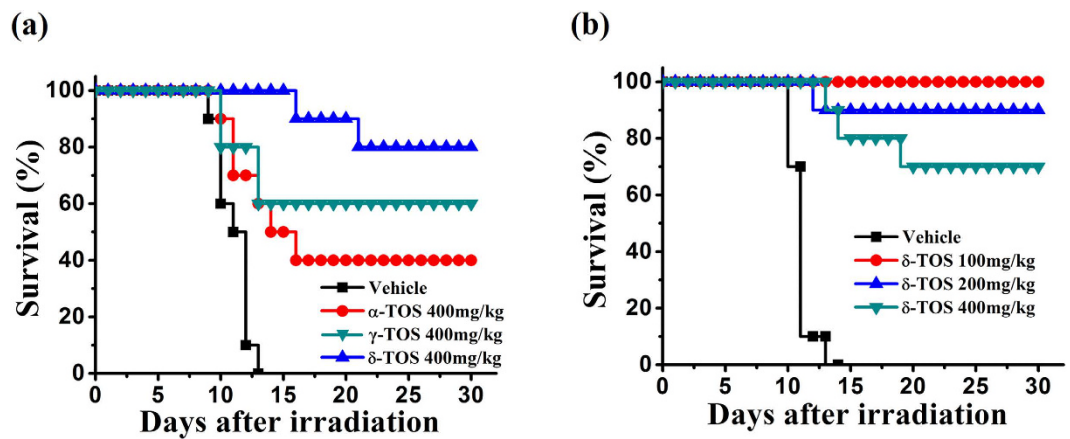 (a)
Survival (%)
100
80
60
40
20
0
Vehicle
α-TOS 400mg/kg
γ-TOS 400mg/kg
δ-TOS 400mg/kg
0 5 10 15 20 25 30
Days after irradiation
(b)
Survival (%)
100
80
60
40
20
0
Vehicle
δ-TOS 100mg/kg
δ-TOS 200mg/kg
δ-TOS 400mg/kg
0 5 10 15 20 25 30
Days after irradiation